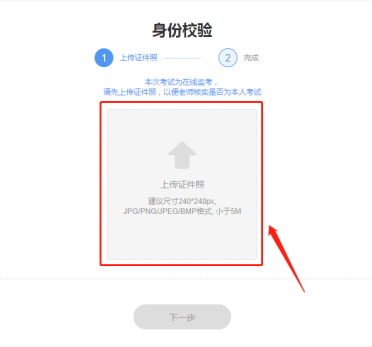 身份校验
1 上传证件照 2 完成
本次考试为在线监考，
请先上传证件照，以便老师核实是否为本人考试
上传证件照
建议尺寸240*240px,
JPG/PNG/JPEG/BMP格式, 小于5M
下一步